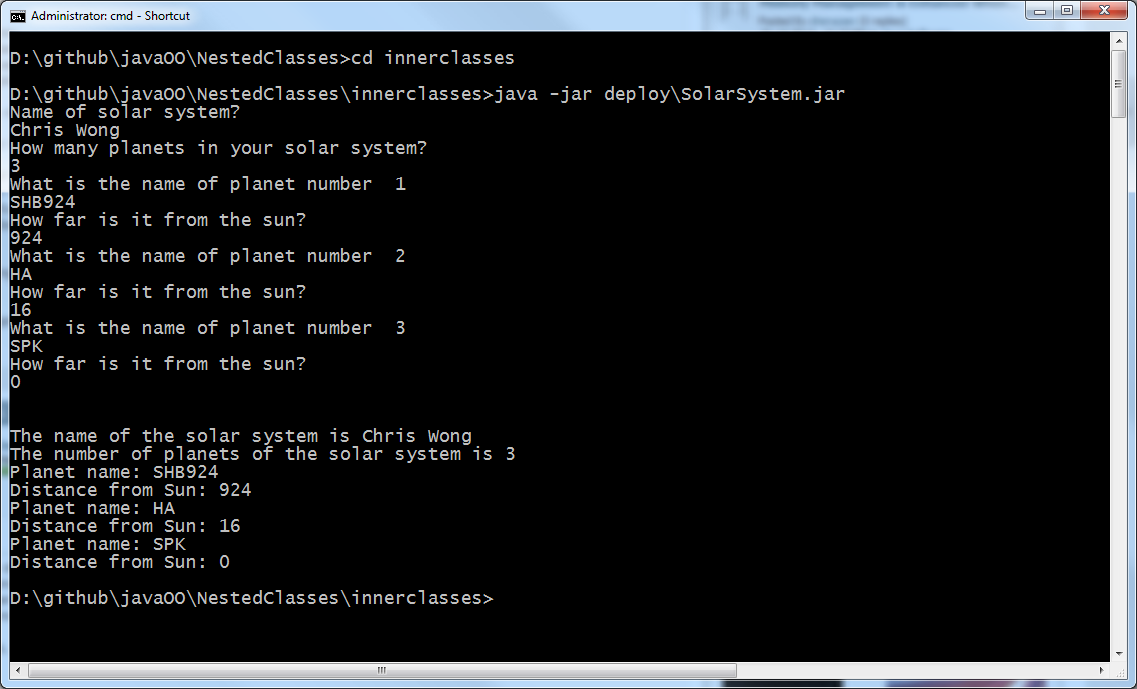 Administrator: cmd - Shortcut
D:\github\javaOO\NestedClasses>cd innerclasses
D:\github\javaOO\NestedClasses\innerclasses>java -jar deploy\SolarSystem.jar
Name of solar system?
Chris Wong
How many planets in your solar system?
3
What is the name of planet number  1
SHB924
How far is it from the sun?
924
What is the name of planet number  2
HA
How far is it from the sun?
16
What is the name of planet number  3
SPK
How far is it from the sun?
0
The name of the solar system is Chris Wong
The number of planets of the solar system is 3
Planet name: SHB924
Distance from Sun: 924
Planet name: HA
Distance from Sun: 16
Planet name: SPK
Distance from Sun: 0
D:\github\javaOO\NestedClasses\innerclasses>